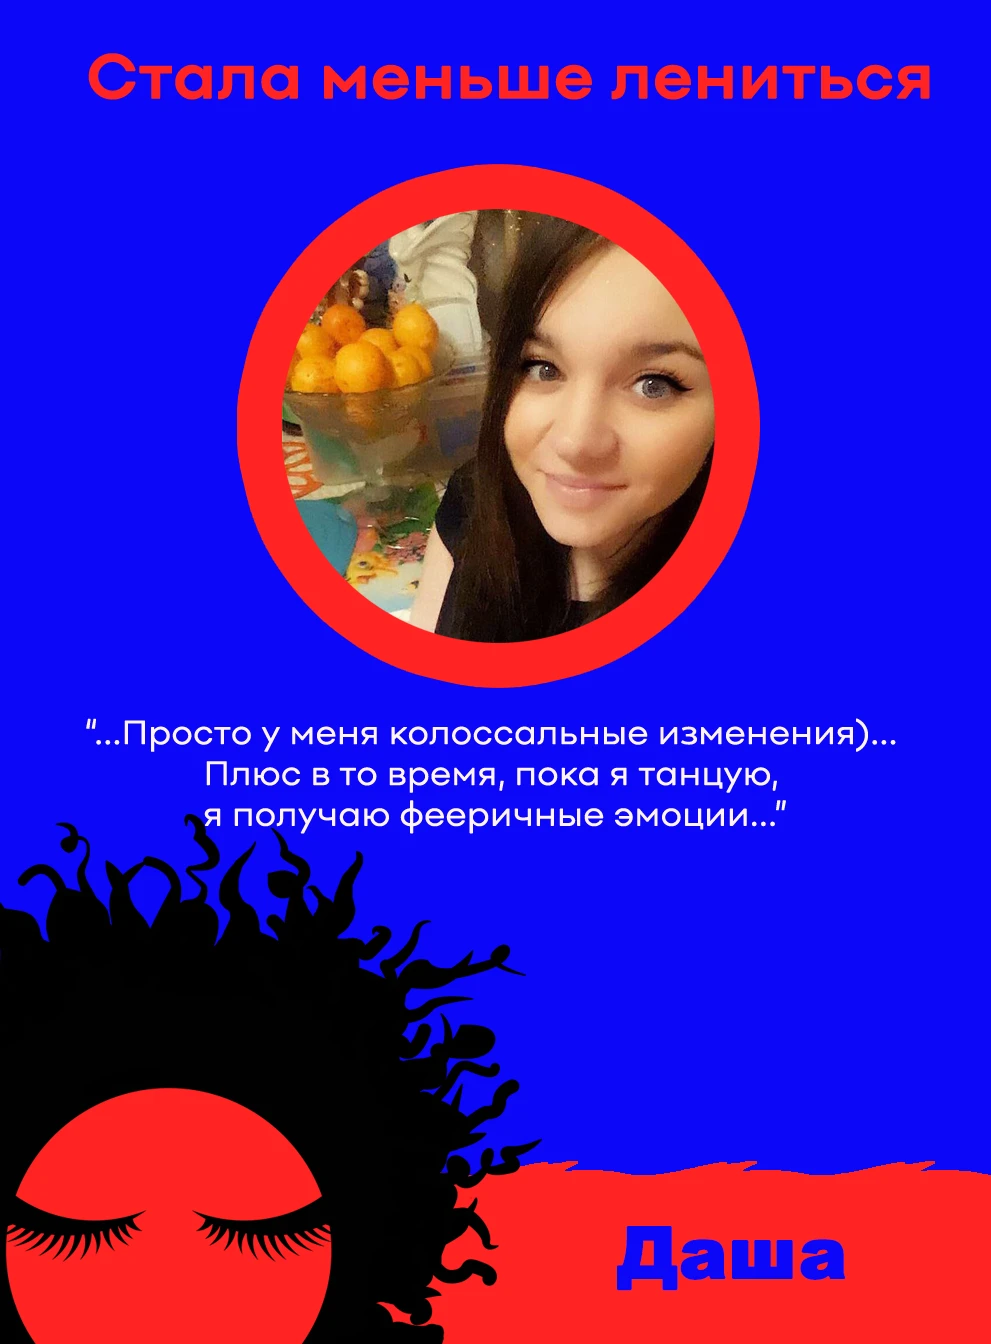 Стала меньше лениться
"...Просто у меня колоссальные изменения)...
Плюс в то время, пока я танцую,
я получаю фееричные эмоции..."
Даша